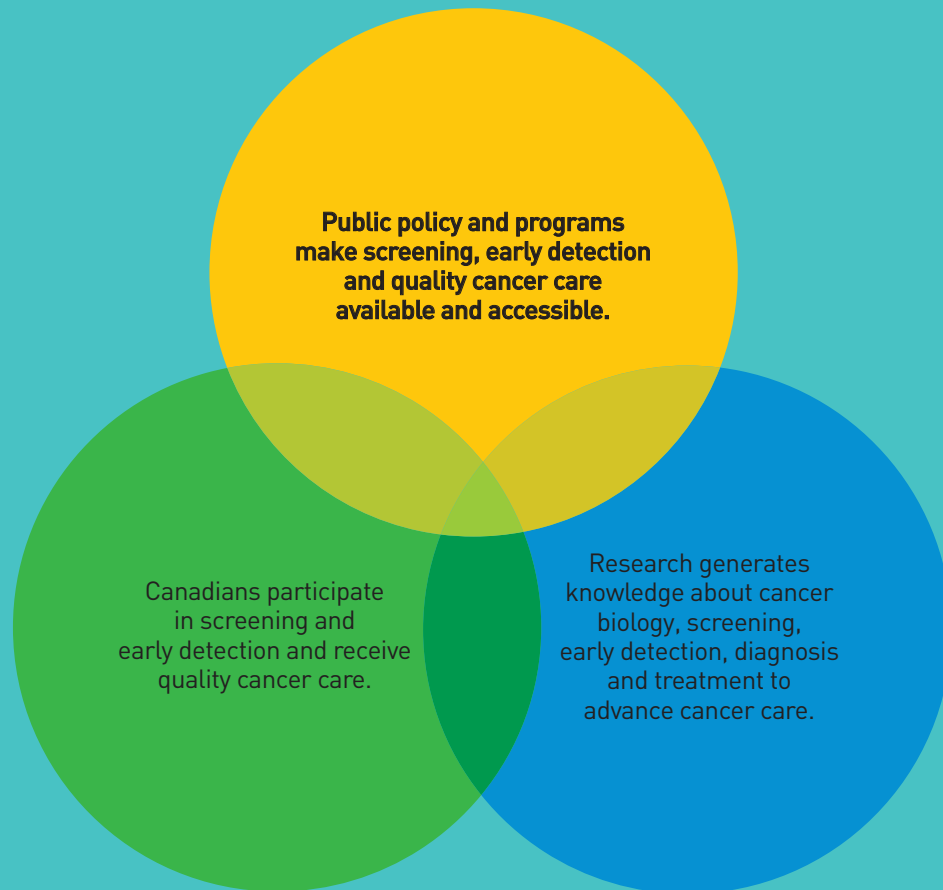 Public policy and programs
make screening, early detection
and quality cancer care
available and accessible.
Canadians participate
in screening and
early detection and receive
quality cancer care.
Research generates
knowledge about cancer
biology, screening,
early detection, diagnosis
and treatment to
advance cancer care.